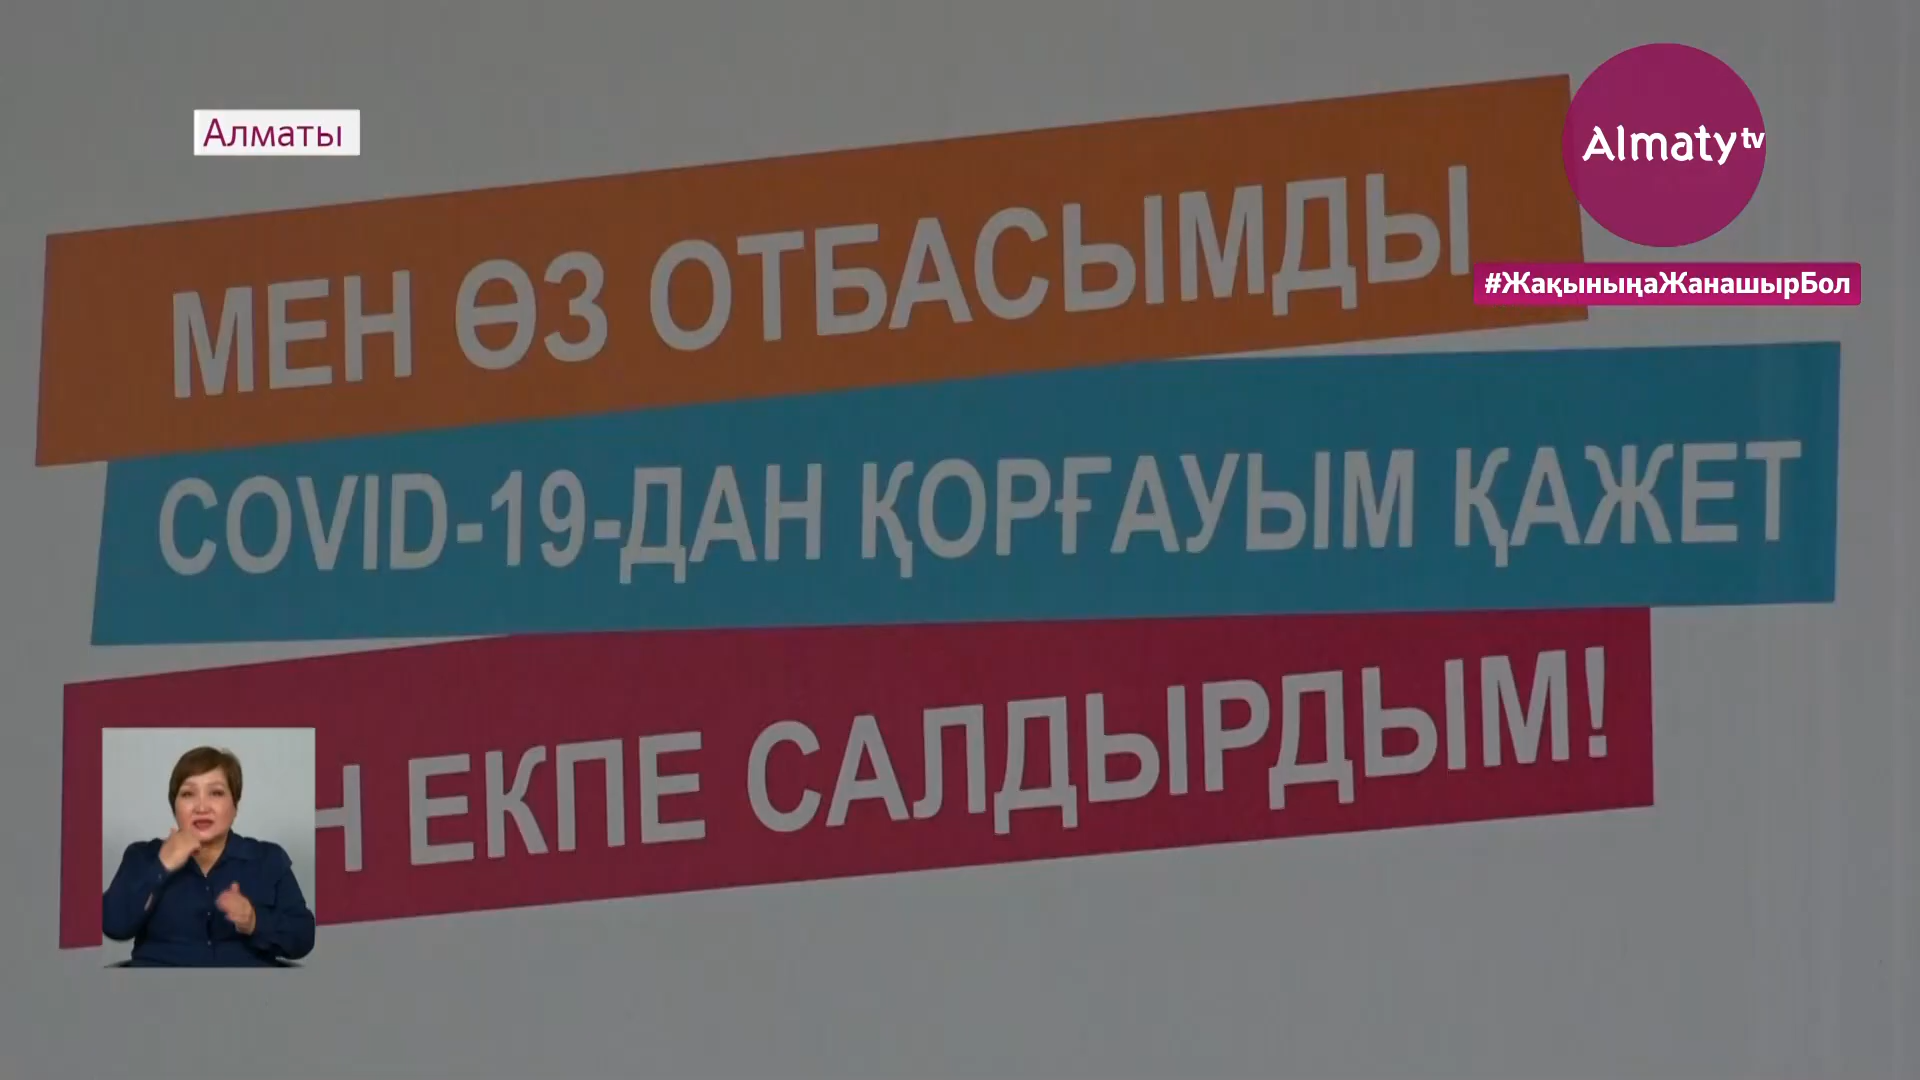 Алматы
Almaty tv
#ЖақыныңаЖанашырБол
МЕН ӨЗ ОТБАСЫМДЫ
COVID-19-ДАН ҚОРҒАУЫМ ҚАЖЕТ
ЕКПЕ САЛДЫРДЫМ!